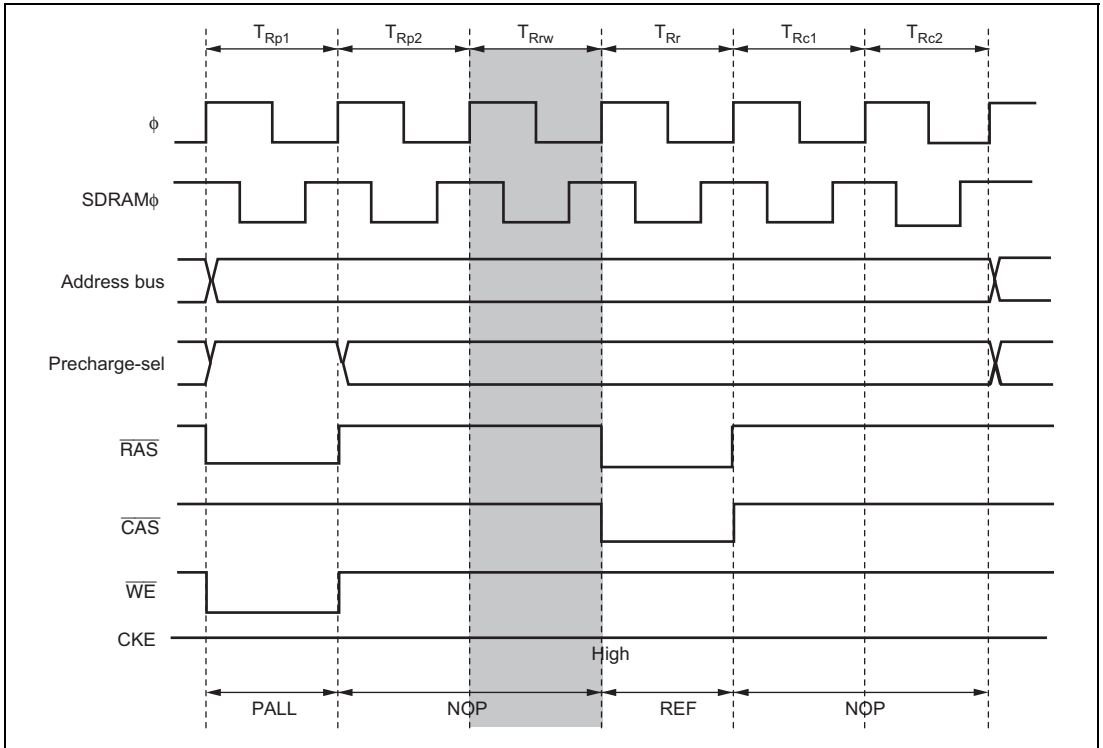 TRp1 TRp2 TRrw TRr TRc1 TRc2
ϕ
SDRAMϕ
Address bus
Precharge-sel
RAS
CAS
WE
CKE
High
PALL NOP REF NOP